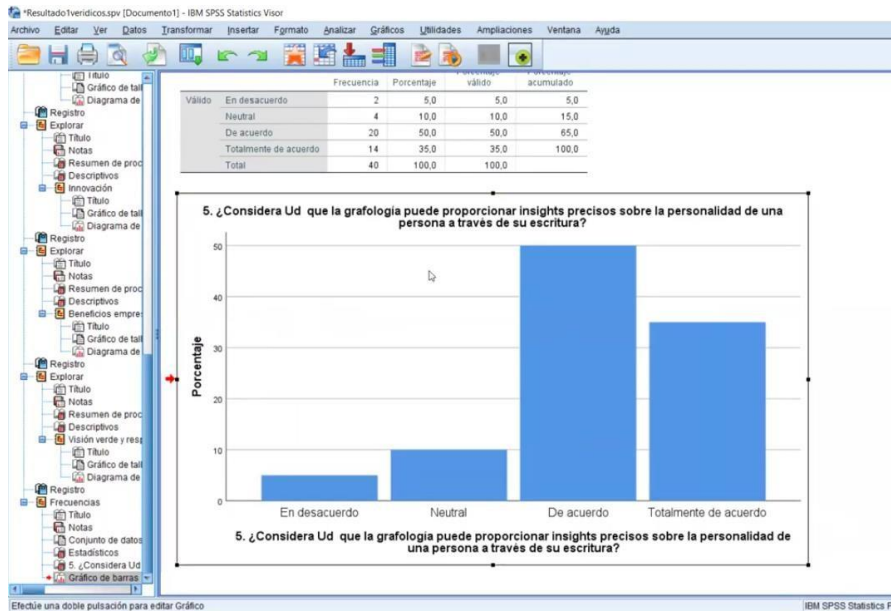 *Resultado1veridicos.spv [Documento1] - IBM SPSS Statistics Visor
Archivo Editar Ver Datos Transformar Insertar Formato Analizar Gráficos Utilidades Ampliaciones Ventana Ayuda
Título
Gráfico de tall
Diagrama de
Registro
Explorar
Título
Notas
Resumen de proc
Descriptivos
Innovación
Título
Gráfico de tall
Diagrama de
Registro
Explorar
Título
Notas
Resumen de proc
Descriptivos
Beneficios empre
Título
Gráfico de tall
Diagrama de
Registro
Explorar
Título
Notas
Resumen de proc
Descriptivos
Visión verde y resp
Título
Gráfico de tall
Diagrama de
Registro
Frecuencias
Título
Notas
Conjunto de datos
Estadísticos
5. ¿Considera Ud
Gráfico de barras
Frecuencia Porcentaje válido acumulado
Válido En desacuerdo 2 5,0 5,0 5,0
Neutral 4 10,0 10,0 15,0
De acuerdo 20 50,0 50,0 65,0
Totalmente de acuerdo 14 35,0 35,0 100,0
Total 40 100,0 100,0
5. ¿Considera Ud que la grafología puede proporcionar insights precisos sobre la personalidad de una
persona a través de su escritura?
Porcentaje
50
40
30
20
10
0
En desacuerdo Neutral De acuerdo Totalmente de acuerdo
5. ¿Considera Ud que la grafología puede proporcionar insights precisos sobre la personalidad de
una persona a través de su escritura?
Efectúe una doble pulsación para editar Gráfico
IBM SPSS Statistics P